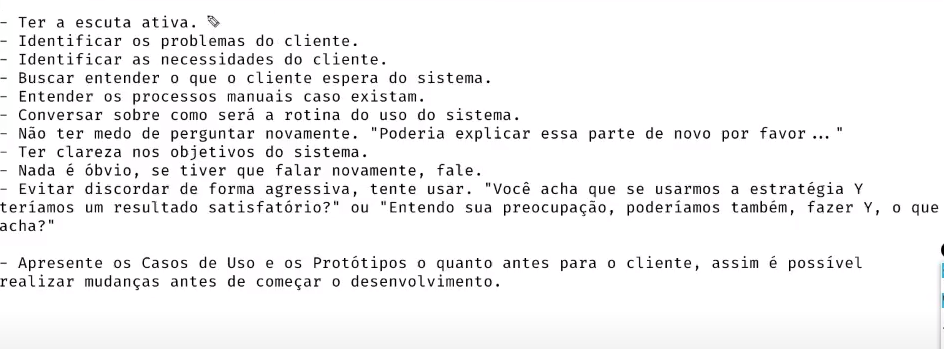 - Ter a escuta ativa.
- Identificar os problemas do cliente.
- Identificar as necessidades do cliente.
- Buscar entender o que o cliente espera do sistema.
- Entender os processos manuais caso existam.
- Conversar sobre como será a rotina do uso do sistema.
- Não ter medo de perguntar novamente. "Poderia explicar essa parte de novo por favor..."
- Ter clareza nos objetivos do sistema.
- Nada é óbvio, se tiver que falar novamente, fale.
- Evitar discordar de forma agressiva, tente usar. "Você acha que se usarmos a estratégia Y
teríamos um resultado satisfatório?" ou "Entendo sua preocupação, poderíamos também, fazer Y, o que
acha?"
- Apresente os Casos de Uso e os Protótipos o quanto antes para o cliente, assim é possível
realizar mudanças antes de começar o desenvolvimento.